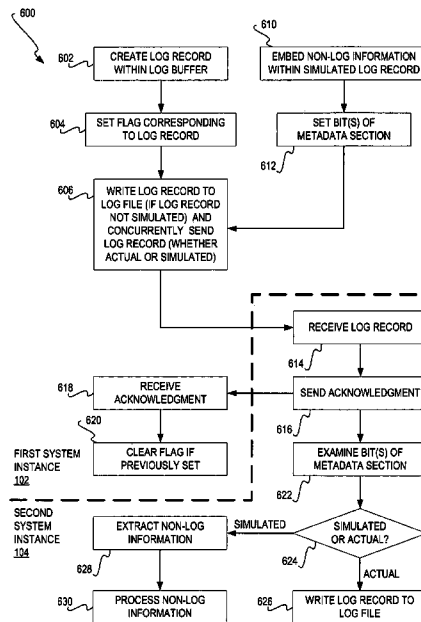 600
602
CREATE LOG RECORD
WITHIN LOG BUFFER
610
EMBED NON-LOG INFORMATION
WITHIN SIMULATED LOG RECORD
604
SET FLAG CORRESPONDING
TO LOG RECORD
SET BIT(S) OF
METADATA SECTION
612
606
WRITE LOG RECORD TO
LOG FILE (IF LOG RECORD
NOT SIMULATED) AND
CONCURRENTLY SEND
LOG RECORD (WHETHER
ACTUAL OR SIMULATED)
RECEIVE LOG RECORD
614
618
RECEIVE
ACKNOWLEDGMENT
SEND ACKNOWLEDGMENT
616
620
CLEAR FLAG IF
PREVIOUSLY SET
FIRST SYSTEM
INSTANCE
102
EXAMINE BIT(S) OF
METADATA SECTION
622
SECOND
SYSTEM
INSTANCE
104
EXTRACT NON-LOG
INFORMATION
628
SIMULATED
SIMULATED
OR ACTUAL?
624
ACTUAL
PROCESS NON-LOG
INFORMATION
630
WRITE LOG RECORD TO
LOG FILE
626